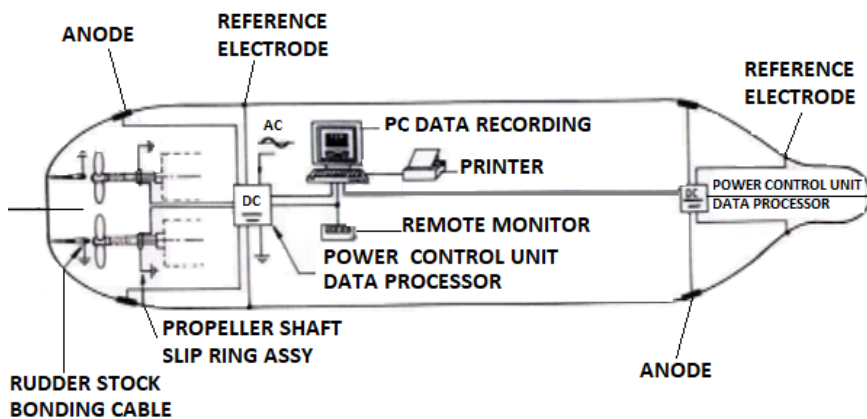 ANODE
REFERENCE
ELECTRODE
REFERENCE
ELECTRODE
AC
PC DATA RECORDING
PRINTER
DC
DC
POWER CONTROL UNIT
DATA PROCESSOR
REMOTE MONITOR
POWER CONTROL UNIT
DATA PROCESSOR
PROPELLER SHAFT
SLIP RING ASSY
ANODE
RUDDER STOCK
BONDING CABLE